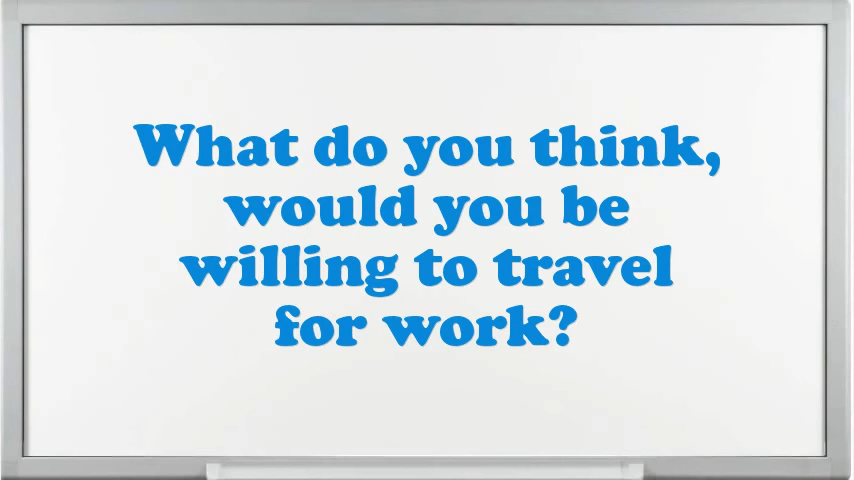 What do you think,
would you be
willing to travel
for work?